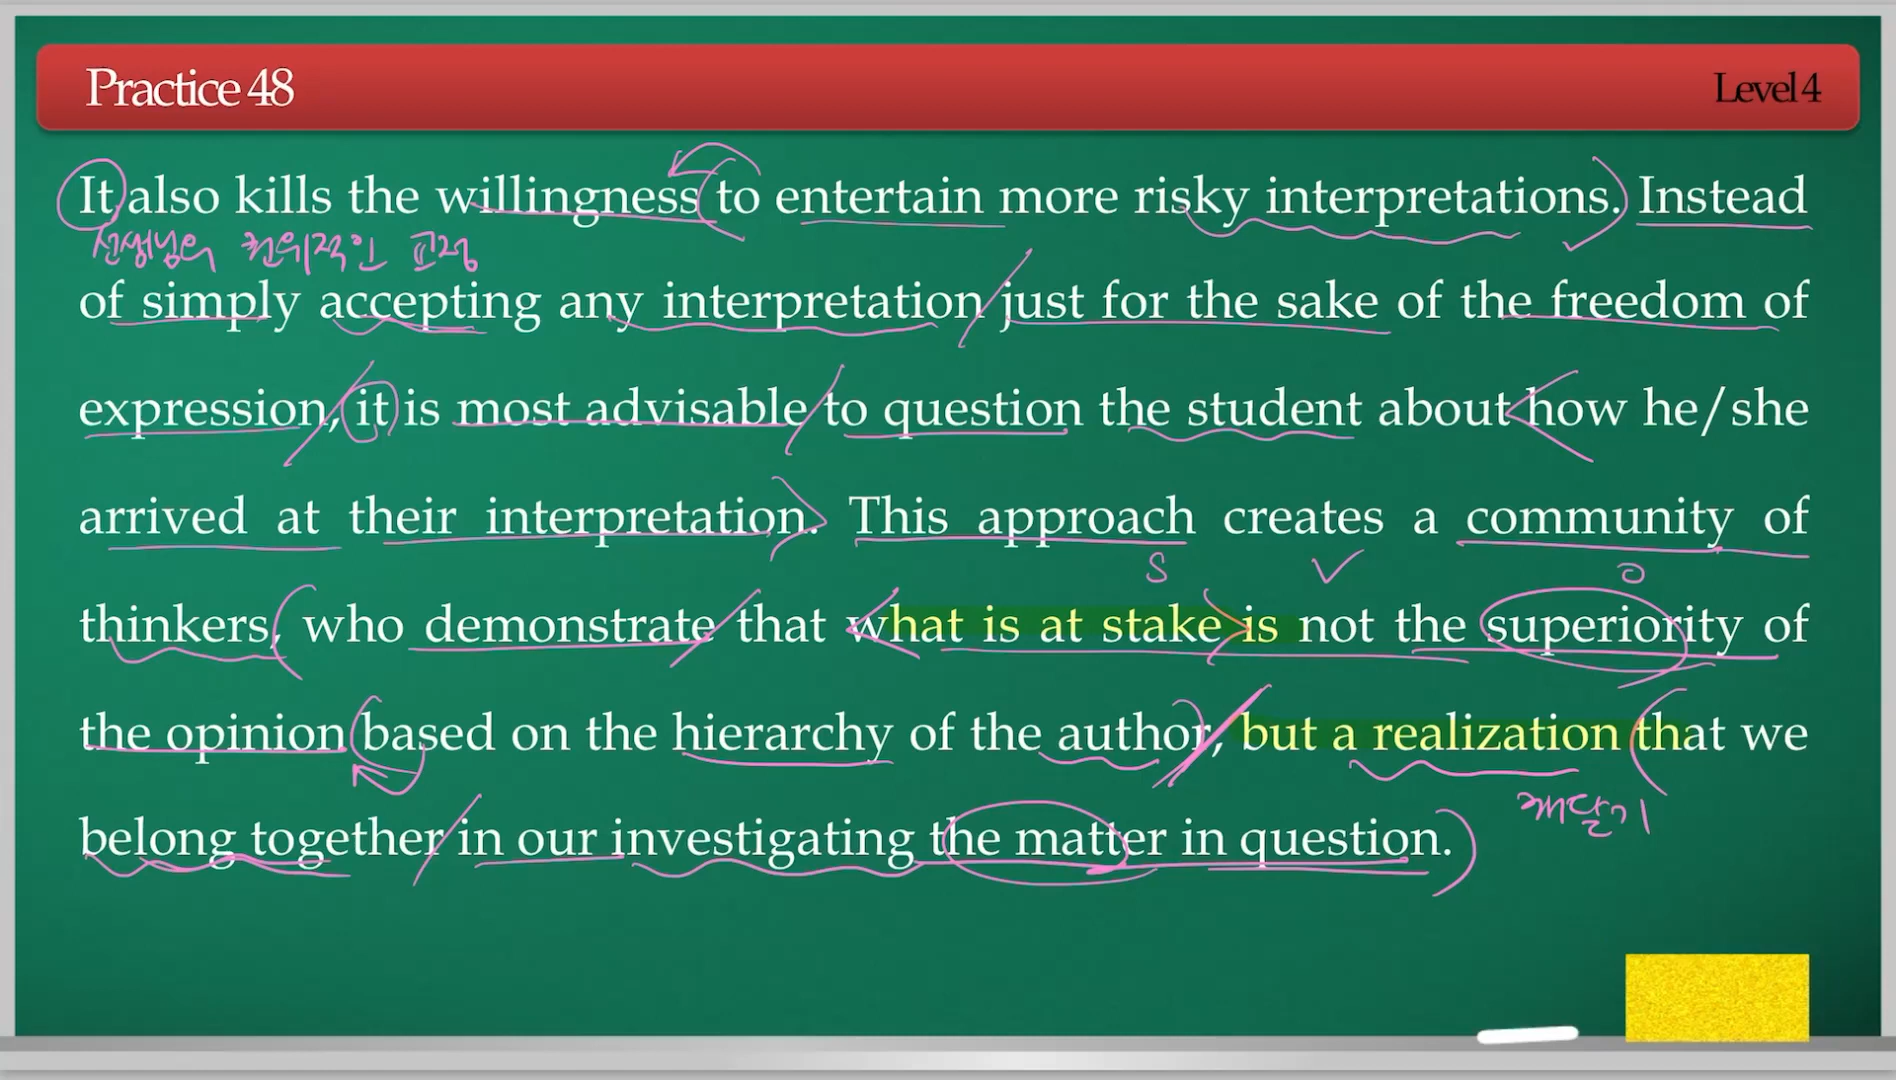 Practice 48
Level 4
It also kills the willingness to entertain more risky interpretations. Instead
선생님의 권위적인 교정
of simply accepting any interpretation just for the sake of the freedom of
expression, it is most advisable to question the student about how he/she
arrived at their interpretation. This approach creates a community of
S V O
thinkers, who demonstrate that what is at stake is not the superiority of
the opinion based on the hierarchy of the author, but a realization that we
깨닫기
belong together in our investigating the matter in question.